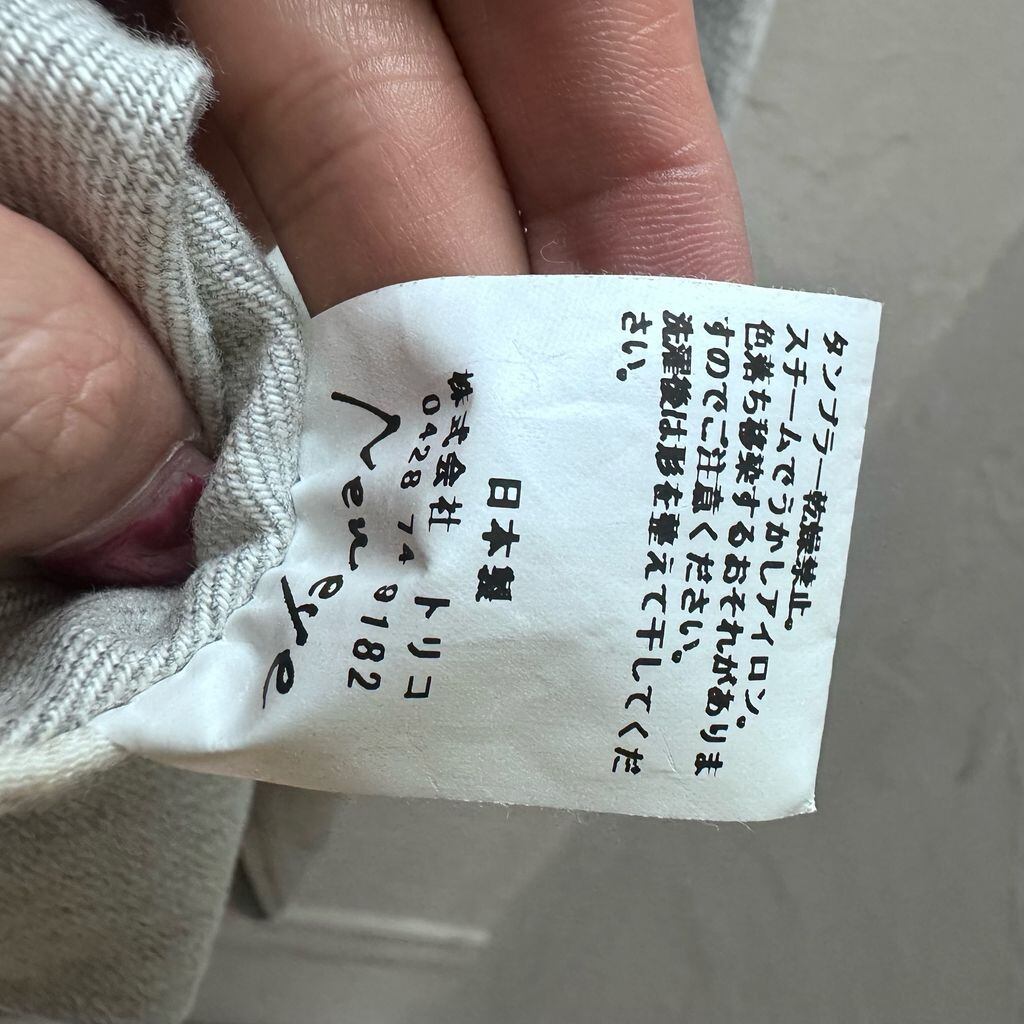 タンブラー乾燥禁止。
スチームでうかしアイロン。
色落ち移染するおそれがありま
すのでご注意ください。
洗濯後は形を整えて干してくだ
さい。
日本製
株式会社 トリコ
0428 74 9182